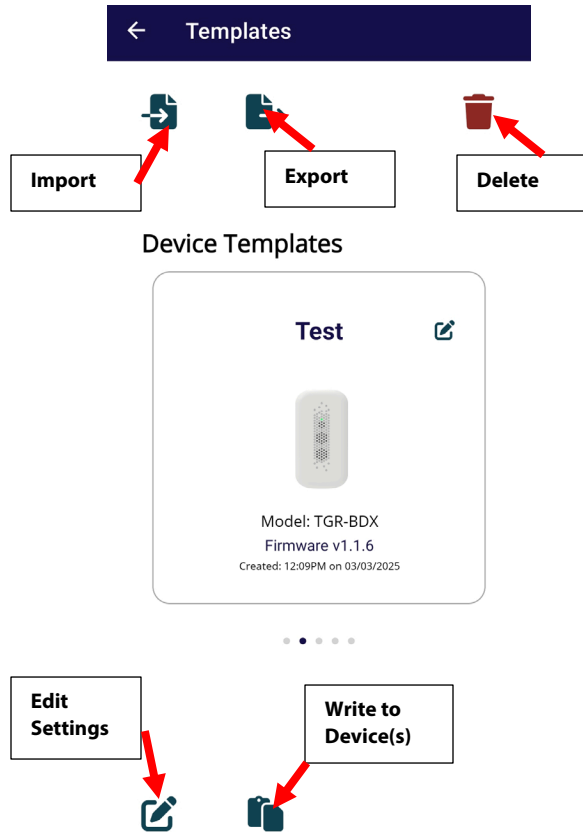 Templates
Import
Export
Delete
Device Templates
Test
Model: TGR-BDX
Firmware v1.1.6
Created: 12:09PM on 03/03/2025
Edit
Settings
Write to
Device(s)